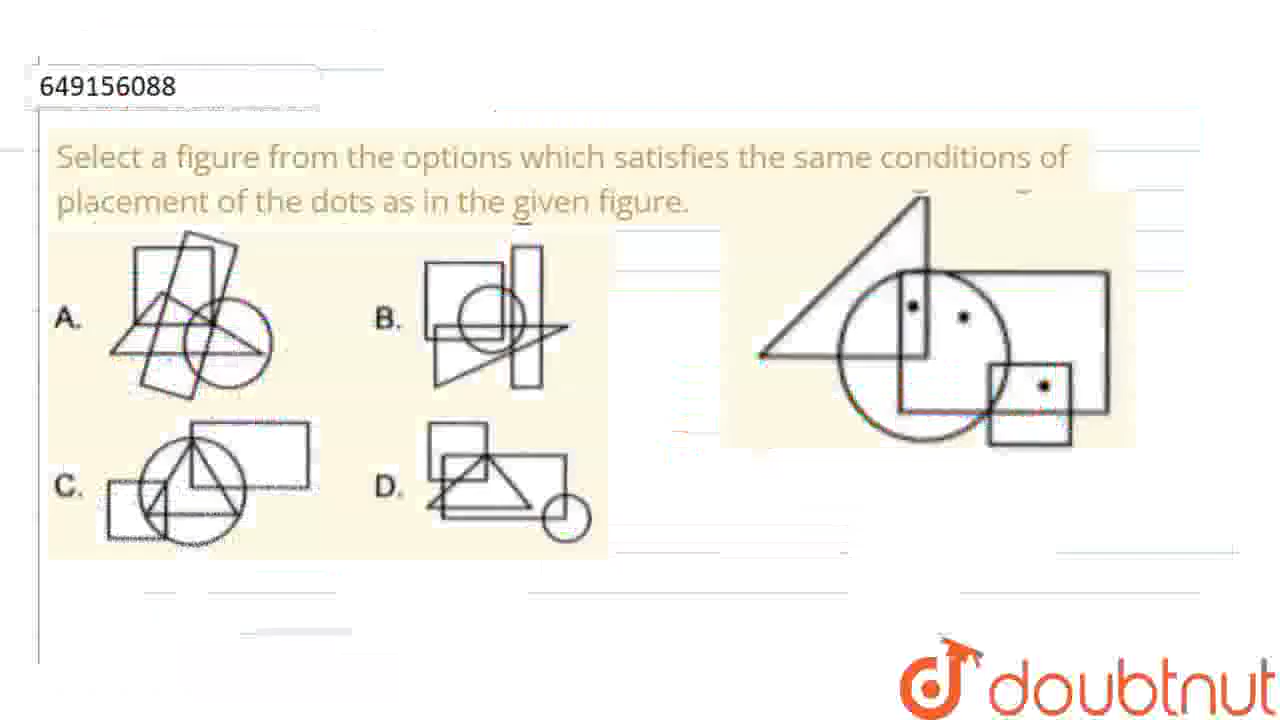 649156088
Select a figure from the options which satisfies the same conditions of
placement of the dots as in the given figure.
A.
B.
C.
D.
doubtnut